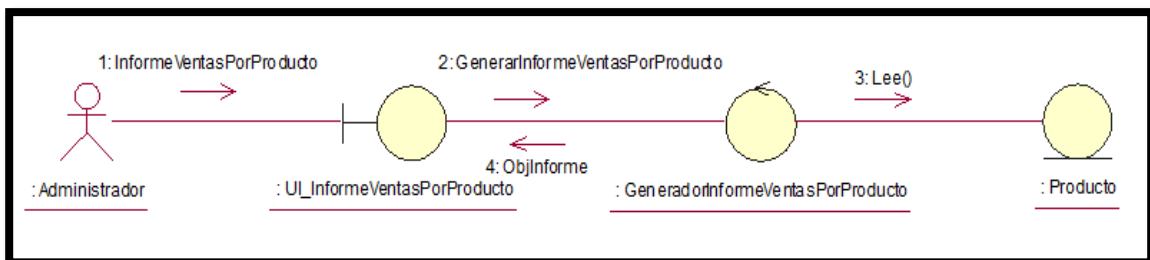 1: InformeVentasPorProducto
2: GenerarInformeVentasPorProducto
3: Lee()
4: ObjInforme
: Administrador
: UI_InformeVentasPorProducto
: GeneradorInformeVentasPorProducto
: Producto